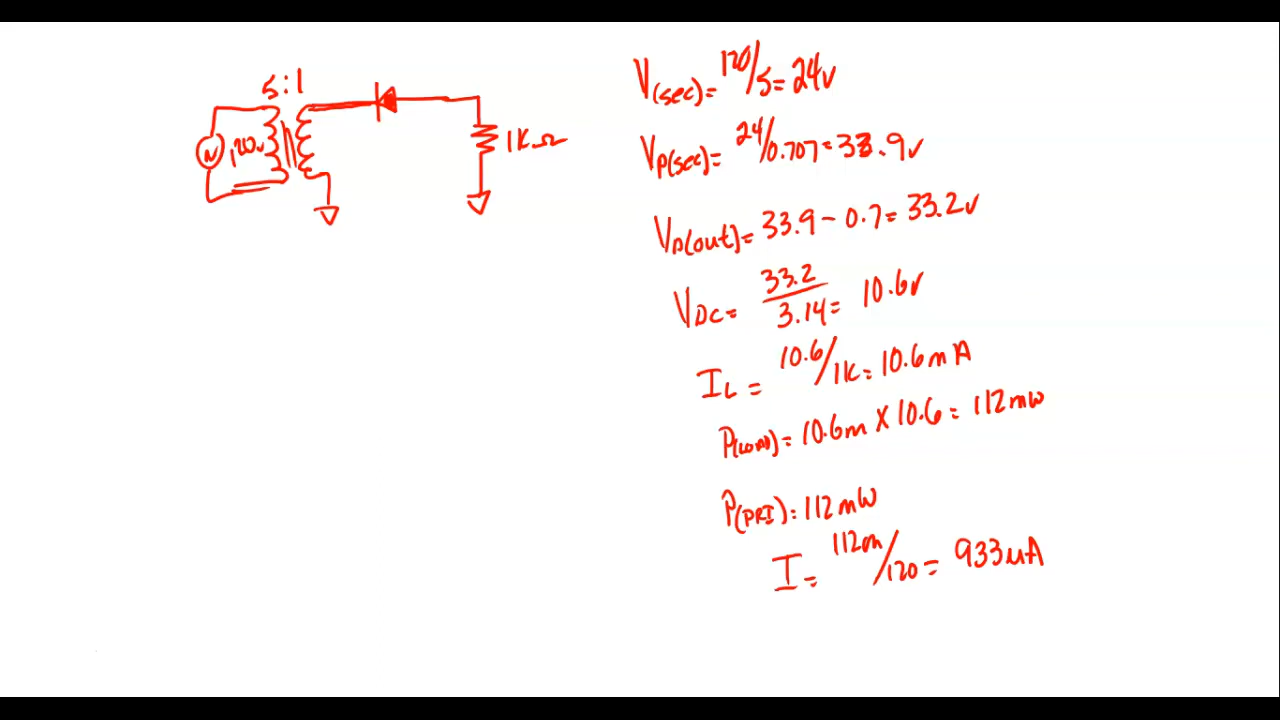 5:1
120v
1KΩ
V(sec)= 120/5= 24v
VP(sec)= 24/0.707= 33.9v
VP(out)= 33.9 - 0.7= 33.2v
VDC= 33.2/3.14= 10.6v
IL= 10.6/1K= 10.6mA
P(LOAD)= 10.6m X 10.6= 112mW
P(PRI)= 112mW
I= 112m/120= 933uA